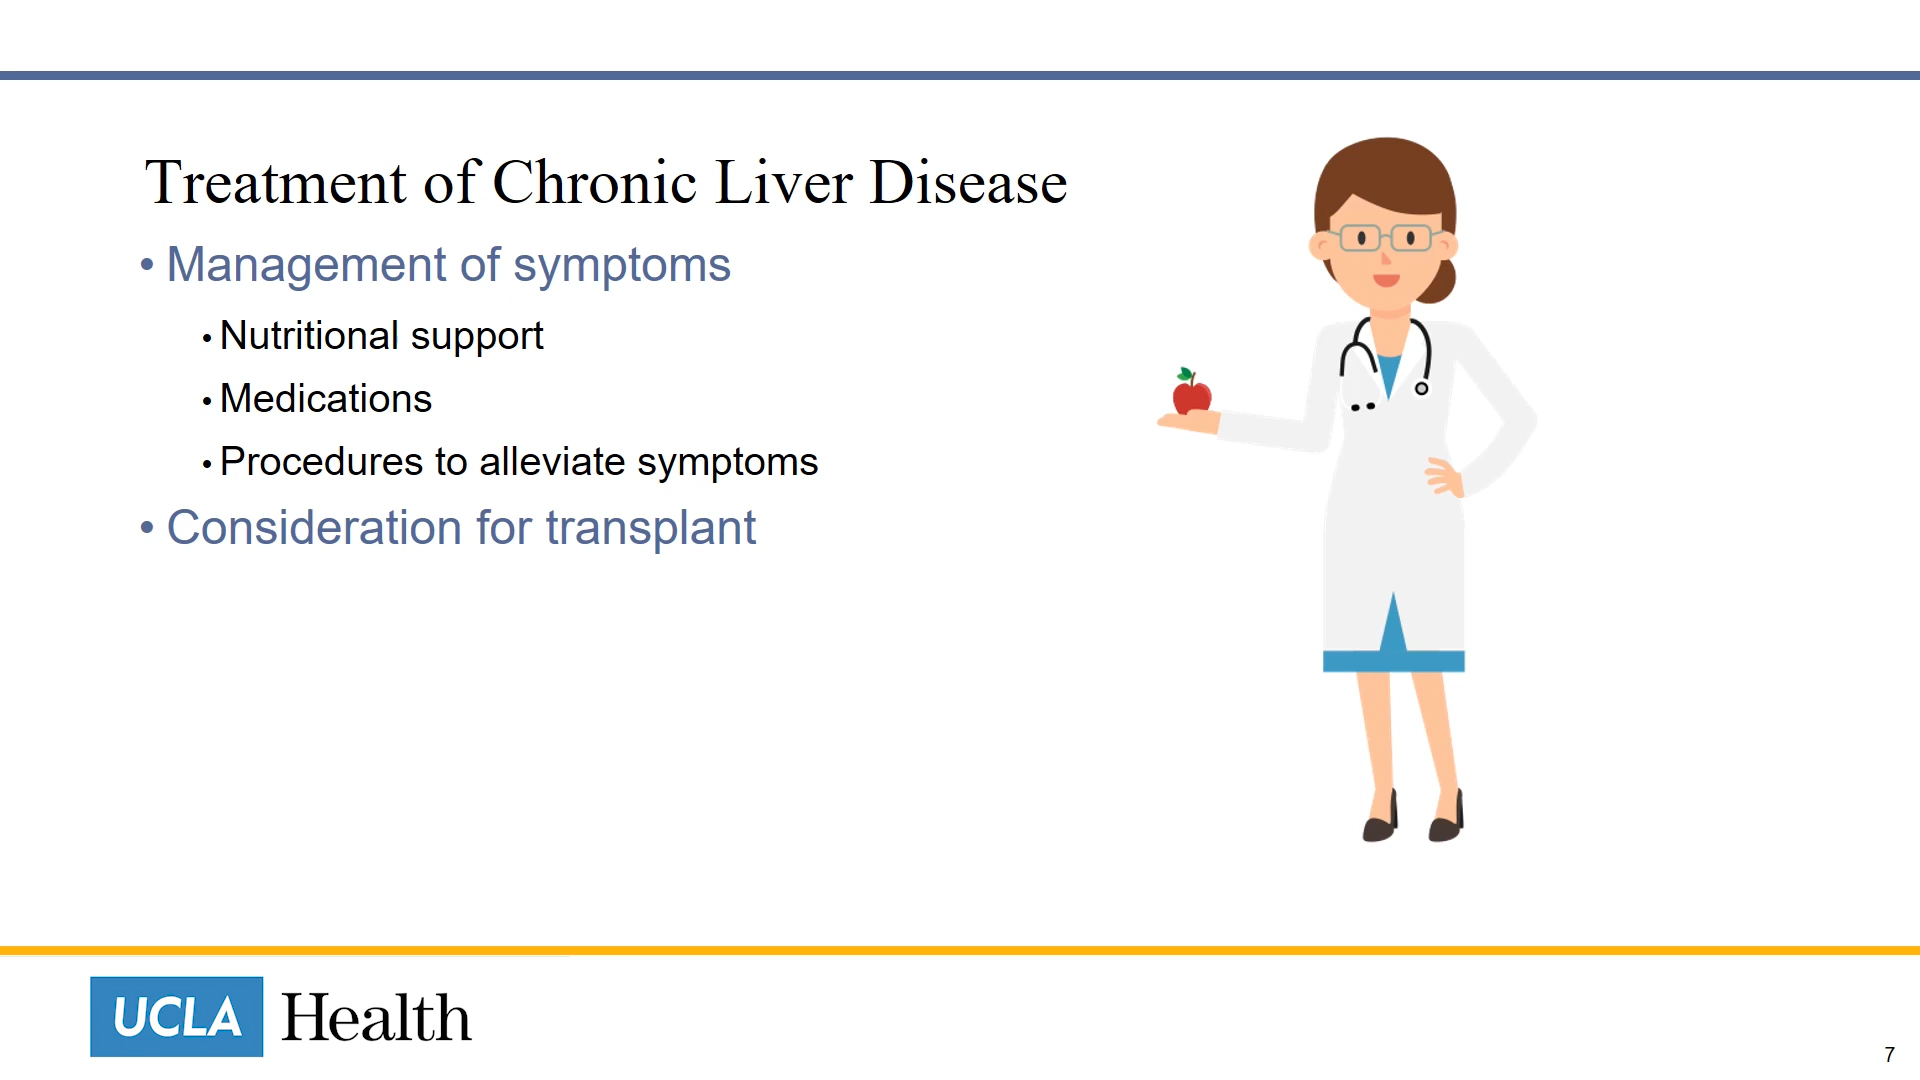 Treatment of Chronic Liver Disease
• Management of symptoms
• Nutritional support
• Medications
• Procedures to alleviate symptoms
• Consideration for transplant
UCLA Health
7